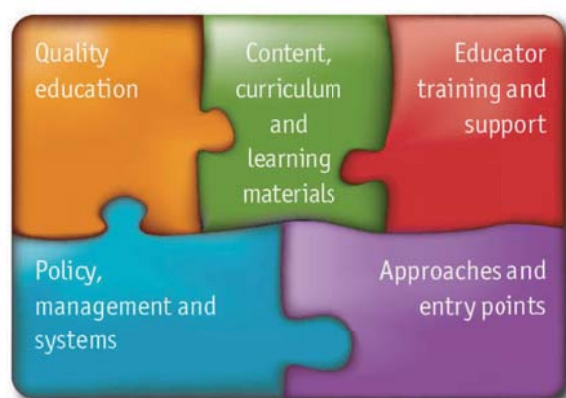 Quality
education
Content,
curriculum
and
learning
materials
Educator
training and
support
Policy,
management and
systems
Approaches and
entry points